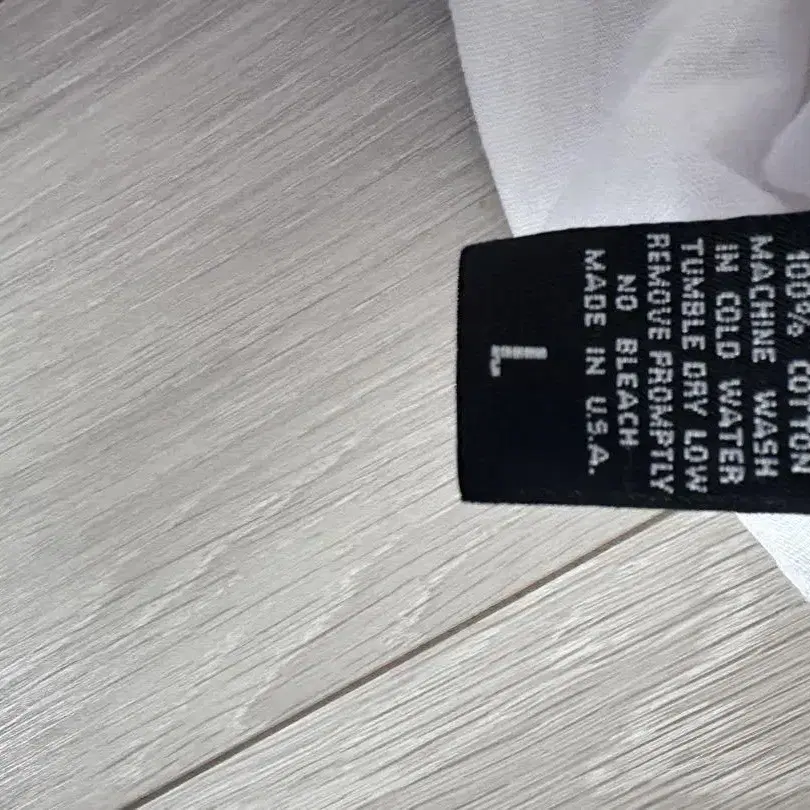 100% COTTON
MACHINE WASH
IN COLD WATER
TUMBLE DRY LOW
REMOVE PROMPTLY
NO BLEACH
MADE IN U.S.A.
L